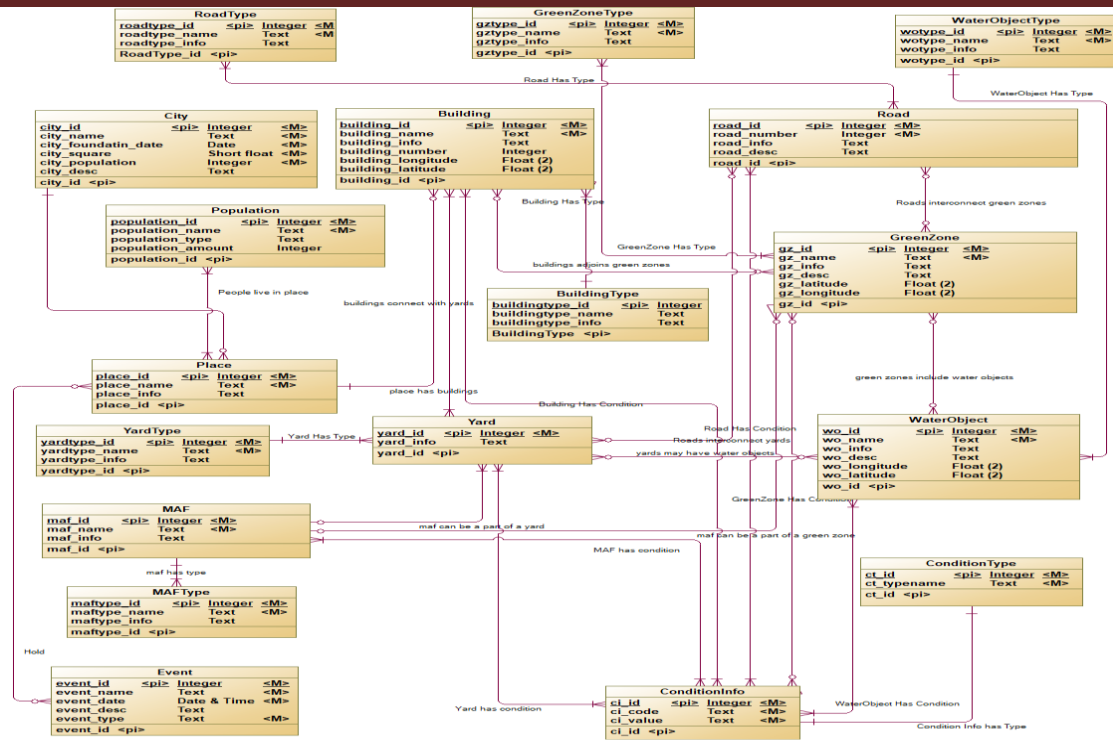 RoadType
roadtype_id <pi> Integer <M
roadtype_name Text <M
roadtype_info Text
RoadType_id <pi>
GreenZoneType
gztype_id <pi> Integer <M>
gztype_name Text <M>
gztype_info Text
gztype_id <pi>
WaterObjectType
wotype_id <pi> Integer <M>
wotype_name Text <M>
wotype_info Text
wotype_id <pi>
Road Has Type
WaterObject Has Type
City
city_id <pi> Integer <M>
city_name Text <M>
city_foundatin_date Date <M>
city_square Short float <M>
city_population Integer <M>
city_desc Text
city_id <pi>
Building
building_id <pi> Integer <M>
building_name Text <M>
building_info Text
building_number Integer
building_longitude Float (2)
building_latitude Float (2)
building_id <pi>
Road
road_id <pi> Integer <M>
road_number Integer <M>
road_info Text
road_desc Text
road_id <pi>
Building Has Type
Roads interconnect green zones
Population
population_id <pi> Integer <M>
population_name Text <M>
population_type Text
population_amount Integer
population_id <pi>
GreenZone Has Type
GreenZone
gz_id <pi> Integer <M>
gz_name Text <M>
gz_info Text
gz_desc Text
gz_latitude Float (2)
gz_longitude Float (2)
gz_id <pi>
buildings adjoins green zones
People live in place
buildings connect with yards
BuildingType
buildingtype_id <pi> Integer
buildingtype_name Text
buildingtype_info Text
BuildingType <pi>
Place
place_id <pi> Integer <M>
place_name Text <M>
place_info Text
place_id <pi>
place has buildings
green zones include water objects
Building Has Condition
YardType
yardtype_id <pi> Integer <M>
yardtype_name Text <M>
yardtype_info Text
yardtype_id <pi>
Yard Has Type
Yard
yard_id <pi> Integer <M>
yard_info Text
yard_id <pi>
Road Has Condition
Roads interconnect yards
yards may have water objects
WaterObject
wo_id <pi> Integer <M>
wo_name Text <M>
wo_info Text
wo_desc Text
wo_longitude Float (2)
wo_latitude Float (2)
wo_id <pi>
GreenZone Has Condition
MAF
maf_id <pi> Integer <M>
maf_name Text <M>
maf_info Text
maf_id <pi>
maf can be a part of a yard
maf can be a part of a green zone
MAF has condition
maf has type
ConditionType
ct_id <pi> Integer <M>
ct_typename Text <M>
ct_id <pi>
MAFType
maftype_id <pi> Integer <M>
maftype_name Text <M>
maftype_info Text
maftype_id <pi>
Hold
Event
event_id <pi> Integer <M>
event_name Text <M>
event_date Date & Time <M>
event_desc Text
event_type Text <M>
event_id <pi>
Yard has condition
ConditionInfo
ci_id <pi> Integer <M>
ci_code Text <M>
ci_value Text <M>
ci_id <pi>
WaterObject Has Condition
Condition Info has Type